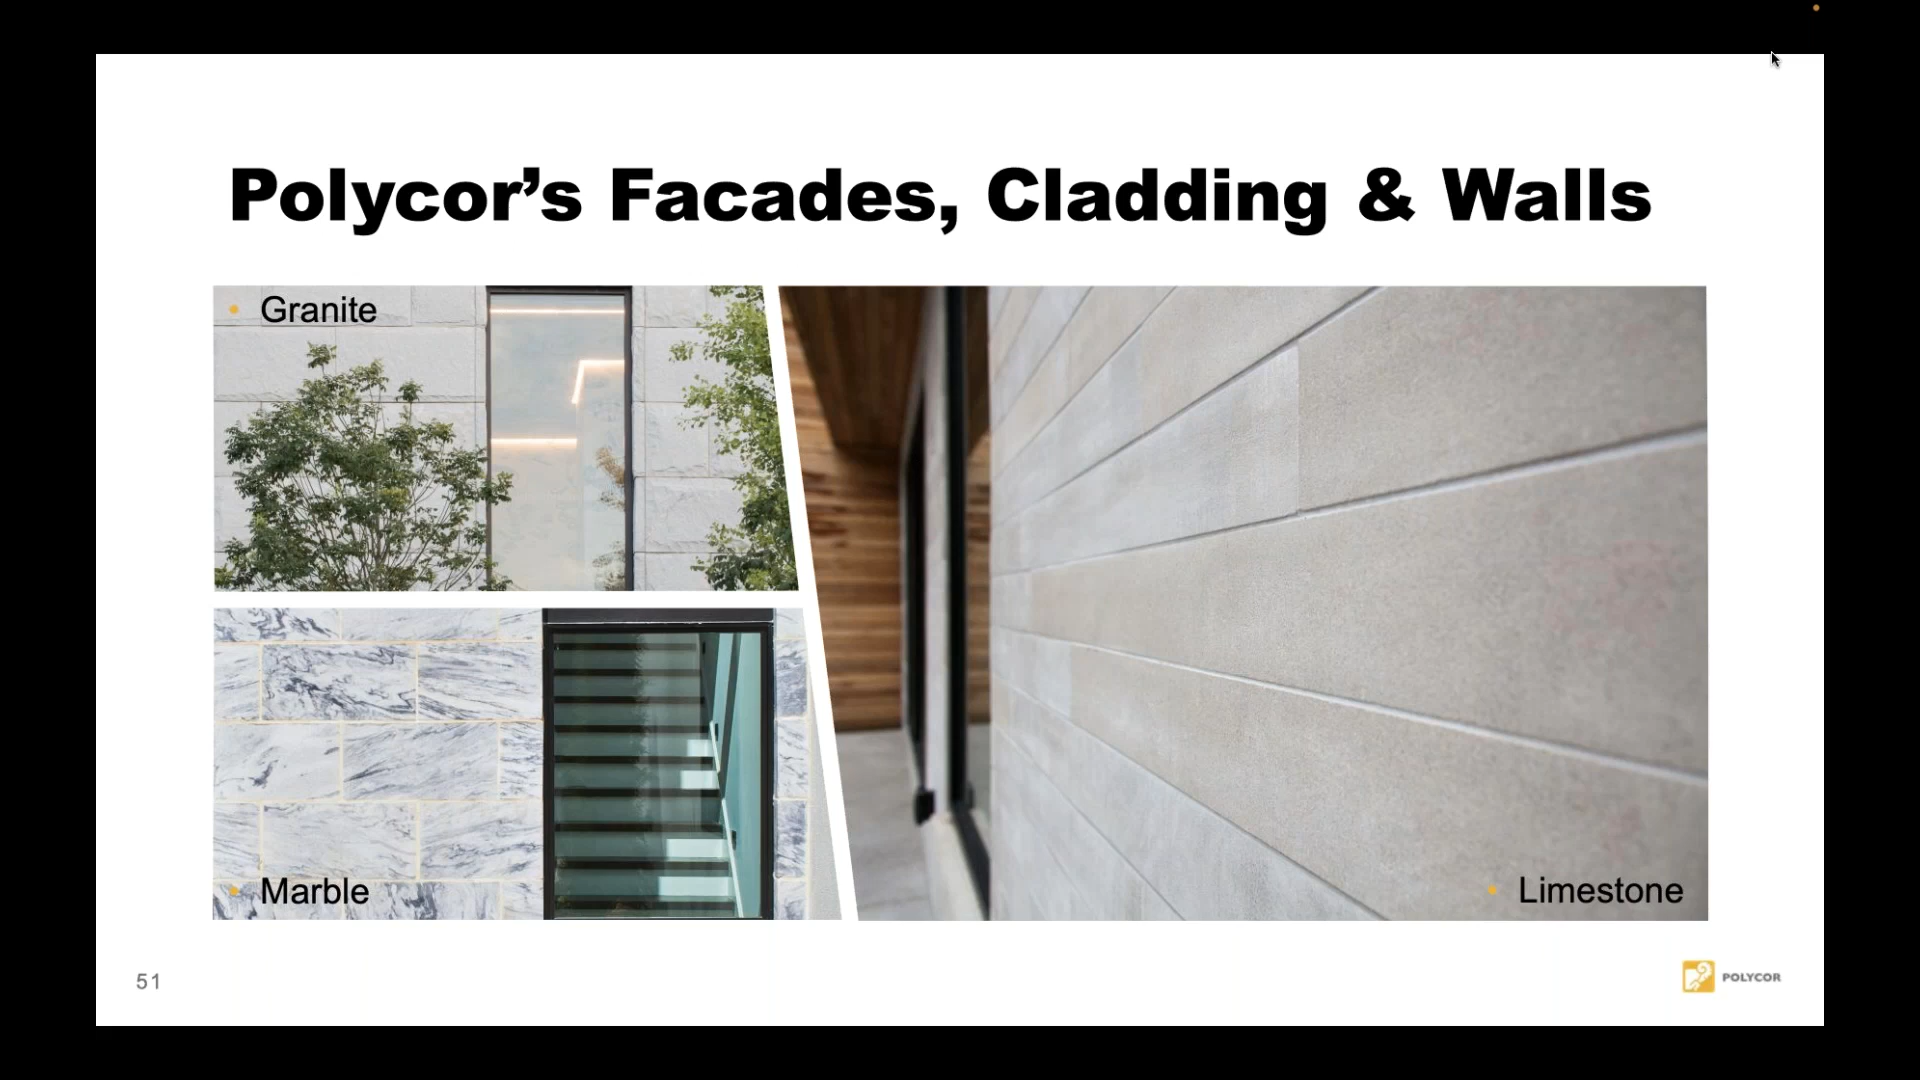 Polycor’s Facades, Cladding & Walls
• Granite
• Marble
• Limestone
51
POLYCOR